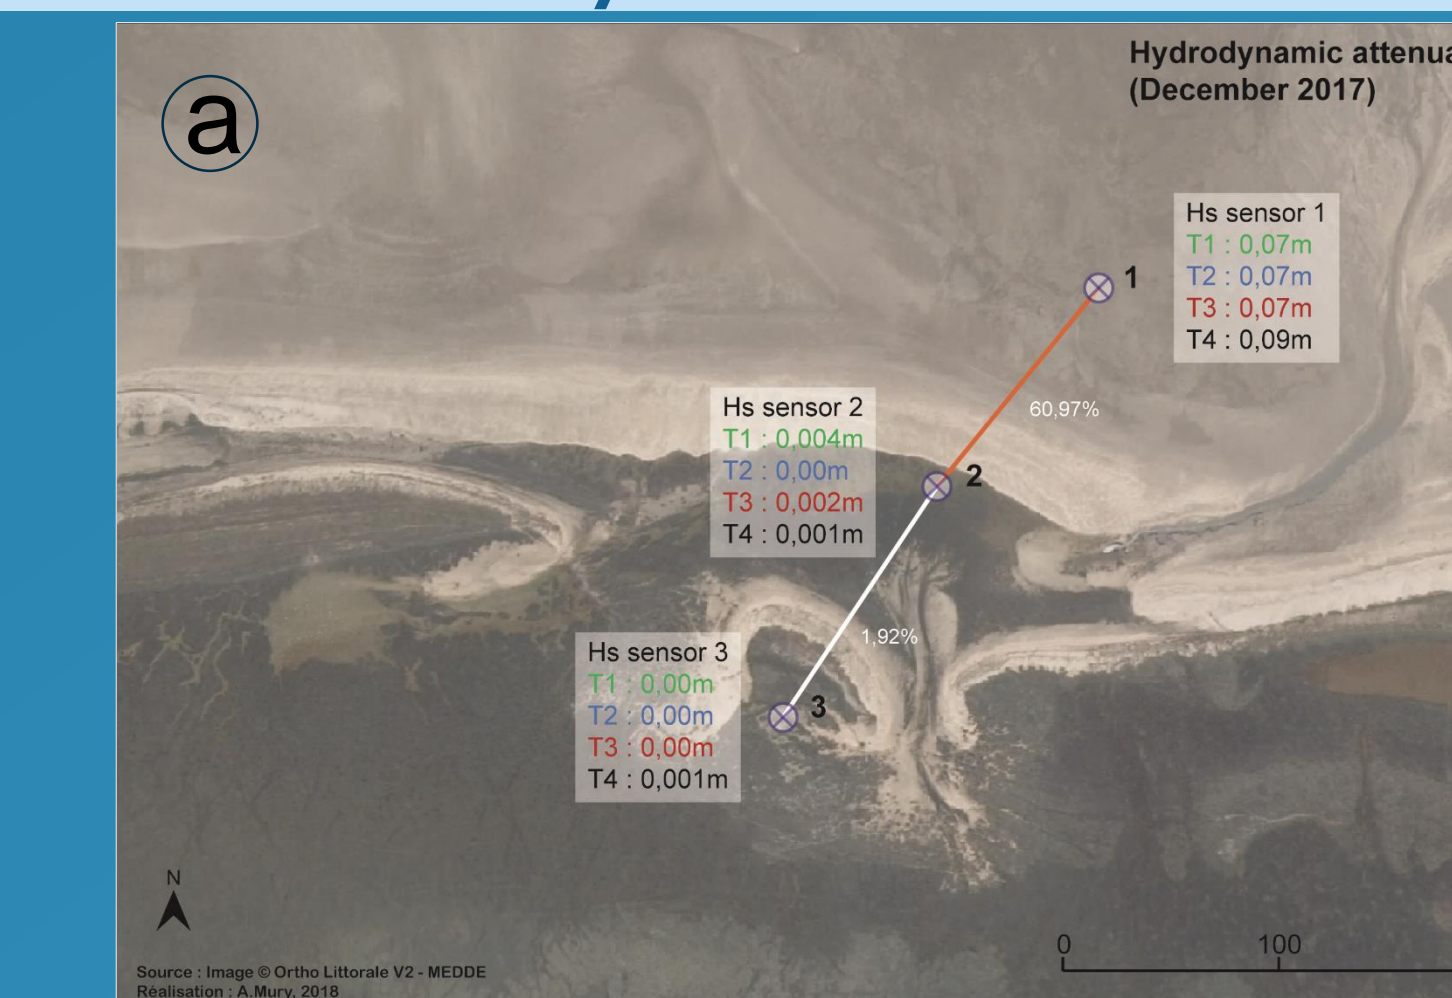 a
Hydrodynamic
(December 2017)
Hs sensor 1
T1 : 0,07m
T2 : 0,07m
T3 : 0,07m
T4 : 0,09m
1
60,97%
Hs sensor 2
T1 : 0,004m
T2 : 0,00m
T3 : 0,002m
T4 : 0,001m
2
1,92%
Hs sensor 3
T1 : 0,00m
T2 : 0,00m
T3 : 0,00m
T4 : 0,001m
3
N
0 100
Source : Image © Ortho Littorale V2 - MEDDE
Réalisation : A.Mury, 2018